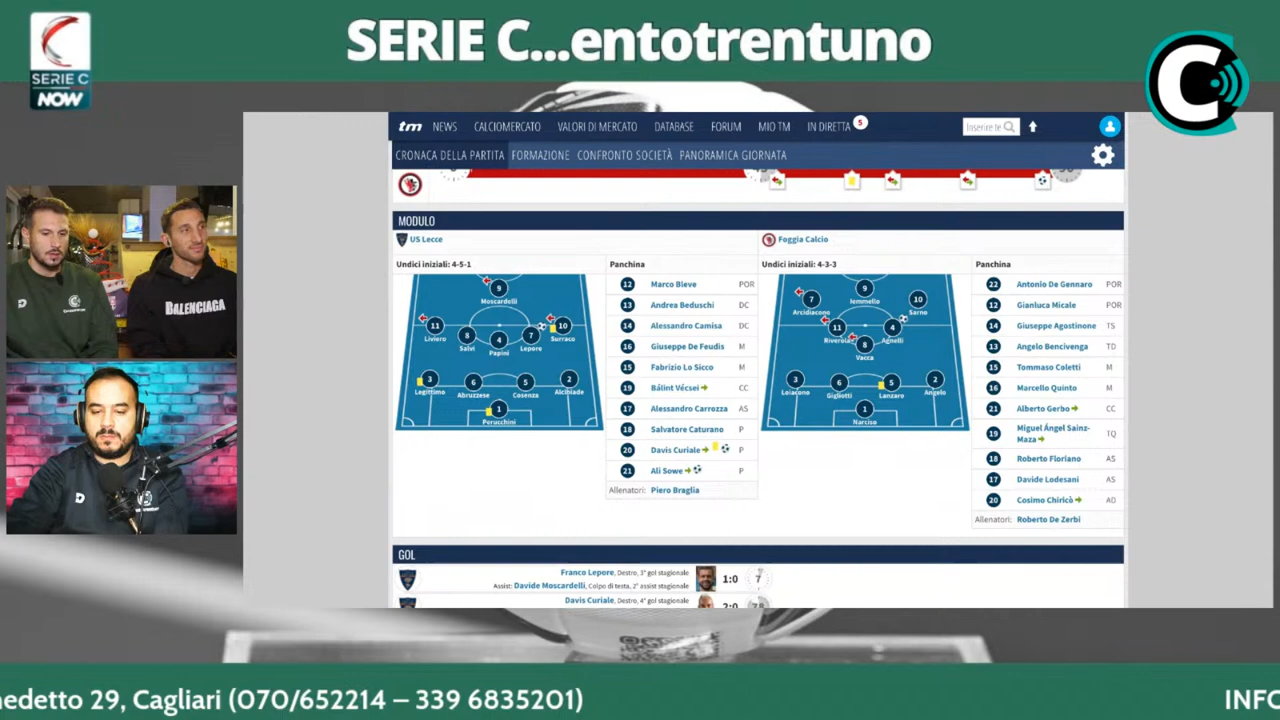 SERIE C...entotrentuno
SERIE C
NOW
C
tm NEWS CALCIOMERCATO VALORI DI MERCATO DATABASE FORUM MIO TM IN DIRETTA 5 Inserire te
CRONACA DELLA PARTITA FORMAZIONE CONFRONTO SOCIETÀ PANORAMICA GIORNATA
MODULO
US Lecce
Undici iniziali: 4-5-1
9
Moscardelli
11
Liviero
10
Surraco
8
Salvi
4
Papini
7
Lepore
3
Legittimo
6
Abruzzese
5
Cosenza
2
Alcibiade
1
Perucchini
Panchina
12 Marco Bleve POR
13 Andrea Beduschi DC
14 Alessandro Camisa DC
16 Giuseppe De Feudis M
15 Fabrizio Lo Sicco M
19 Bálint Vécsei CC
17 Alessandro Carrozza AS
18 Salvatore Caturano P
20 Davis Curiale P
21 Ali Sowe P
Allenatori: Piero Braglia
Foggia Calcio
Undici iniziali: 4-3-3
7
Arcidiacono
9
Iemmello
10
Sarno
11
Riverola
4
Agnelli
8
Vacca
3
Loiacono
6
Gigliotti
5
Lanzaro
2
Angelo
1
Narciso
Panchina
22 Antonio De Gennaro POR
12 Gianluca Micale POR
14 Giuseppe Agostinone TS
13 Angelo Bencivenga TD
15 Tommaso Coletti M
16 Marcello Quinto M
21 Alberto Gerbo CC
19 Miguel Ángel Sainz-
Maza TQ
18 Roberto Floriano AS
17 Davide Lodesani AS
20 Cosimo Chiricò AD
Allenatori: Roberto De Zerbi
GOL
Franco Lepore, Destro, 3° gol stagionale
Assist: Davide Moscardelli, Colpo di testa, 2° assist stagionale
1:0 7
Davis Curiale, Destro, 4° gol stagionale
2:0
BALENCIAGA
nedetto 29, Cagliari (070/652214 – 339 6835201)
INFO